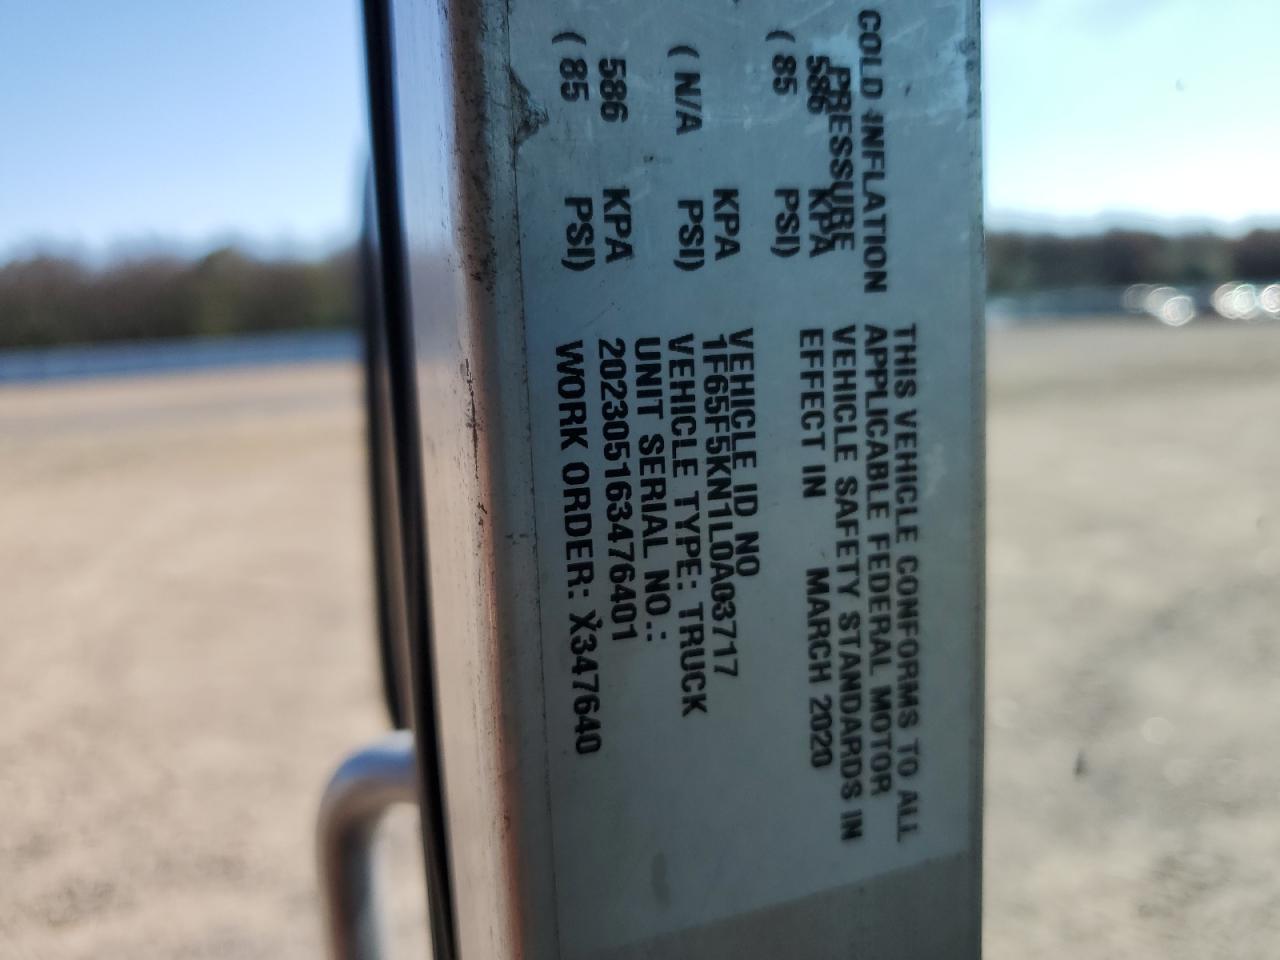 COLD INFLATION
PRESSURE
586 KPA
( 85 PSI)
KPA
( N/A PSI)
586 KPA
( 85 PSI)
THIS VEHICLE CONFORMS TO ALL
APPLICABLE FEDERAL MOTOR
VEHICLE SAFETY STANDARDS IN
EFFECT IN MARCH 2020
VEHICLE ID NO
1F65F5KN1L0A03717
VEHICLE TYPE: TRUCK
UNIT SERIAL NO.:
202305163476401
WORK ORDER: X347640